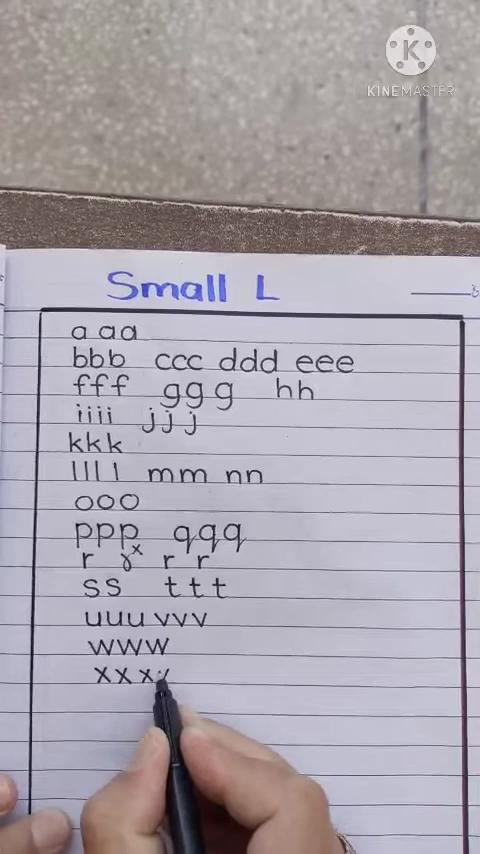 KINEMASTER
Small L
a aa
bbb ccc ddd eee
fff ggg hh
iiii jjj
kkk
llll mm nn
ooo
ppp qqq
r r x r r
ss ttt
uuu vvv
www
xxx